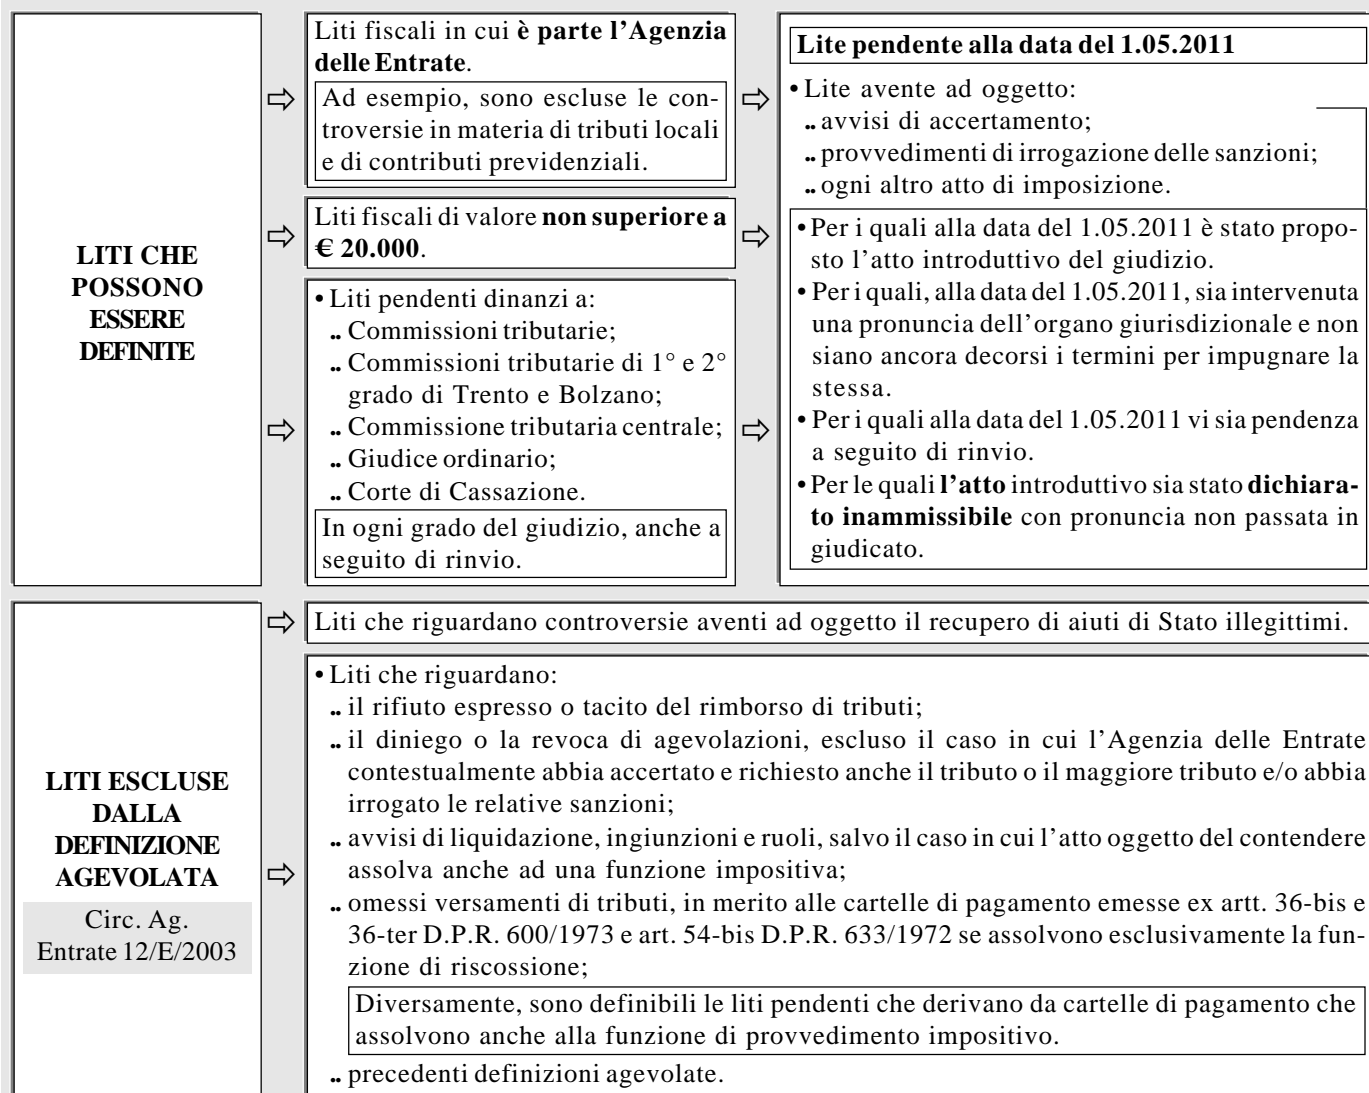 LITI CHE
POSSONO
ESSERE
DEFINITE
Liti fiscali in cui è parte l'Agenzia
delle Entrate.
Ad esempio, sono escluse le con-
troversie in materia di tributi locali
e di contributi previdenziali.
Liti fiscali di valore non superiore a
€ 20.000.
• Liti pendenti dinanzi a:
.. Commissioni tributarie;
.. Commissioni tributarie di 1° e 2°
grado di Trento e Bolzano;
.. Commissione tributaria centrale;
.. Giudice ordinario;
.. Corte di Cassazione.
In ogni grado del giudizio, anche a
seguito di rinvio.
Lite pendente alla data del 1.05.2011
• Lite avente ad oggetto:
.. avvisi di accertamento;
.. provvedimenti di irrogazione delle sanzioni;
.. ogni altro atto di imposizione.
• Per i quali alla data del 1.05.2011 è stato propo-
sto l'atto introduttivo del giudizio.
• Per i quali, alla data del 1.05.2011, sia intervenuta
una pronuncia dell'organo giurisdizionale e non
siano ancora decorsi i termini per impugnare la
stessa.
• Per i quali alla data del 1.05.2011 vi sia pendenza
a seguito di rinvio.
• Per le quali l'atto introduttivo sia stato dichiara-
to inammissibile con pronuncia non passata in
giudicato.
LITI ESCLUSE
DALLA
DEFINIZIONE
AGEVOLATA
Circ. Ag.
Entrate 12/E/2003
Liti che riguardano controversie aventi ad oggetto il recupero di aiuti di Stato illegittimi.
• Liti che riguardano:
.. il rifiuto espresso o tacito del rimborso di tributi;
.. il diniego o la revoca di agevolazioni, escluso il caso in cui l'Agenzia delle Entrate
contestualmente abbia accertato e richiesto anche il tributo o il maggiore tributo e/o abbia
irrogato le relative sanzioni;
.. avvisi di liquidazione, ingiunzioni e ruoli, salvo il caso in cui l'atto oggetto del contendere
assolva anche ad una funzione impositiva;
.. omessi versamenti di tributi, in merito alle cartelle di pagamento emesse ex artt. 36-bis e
36-ter D.P.R. 600/1973 e art. 54-bis D.P.R. 633/1972 se assolvono esclusivamente la fun-
zione di riscossione;
Diversamente, sono definibili le liti pendenti che derivano da cartelle di pagamento che
assolvono anche alla funzione di provvedimento impositivo.
.. precedenti definizioni agevolate.